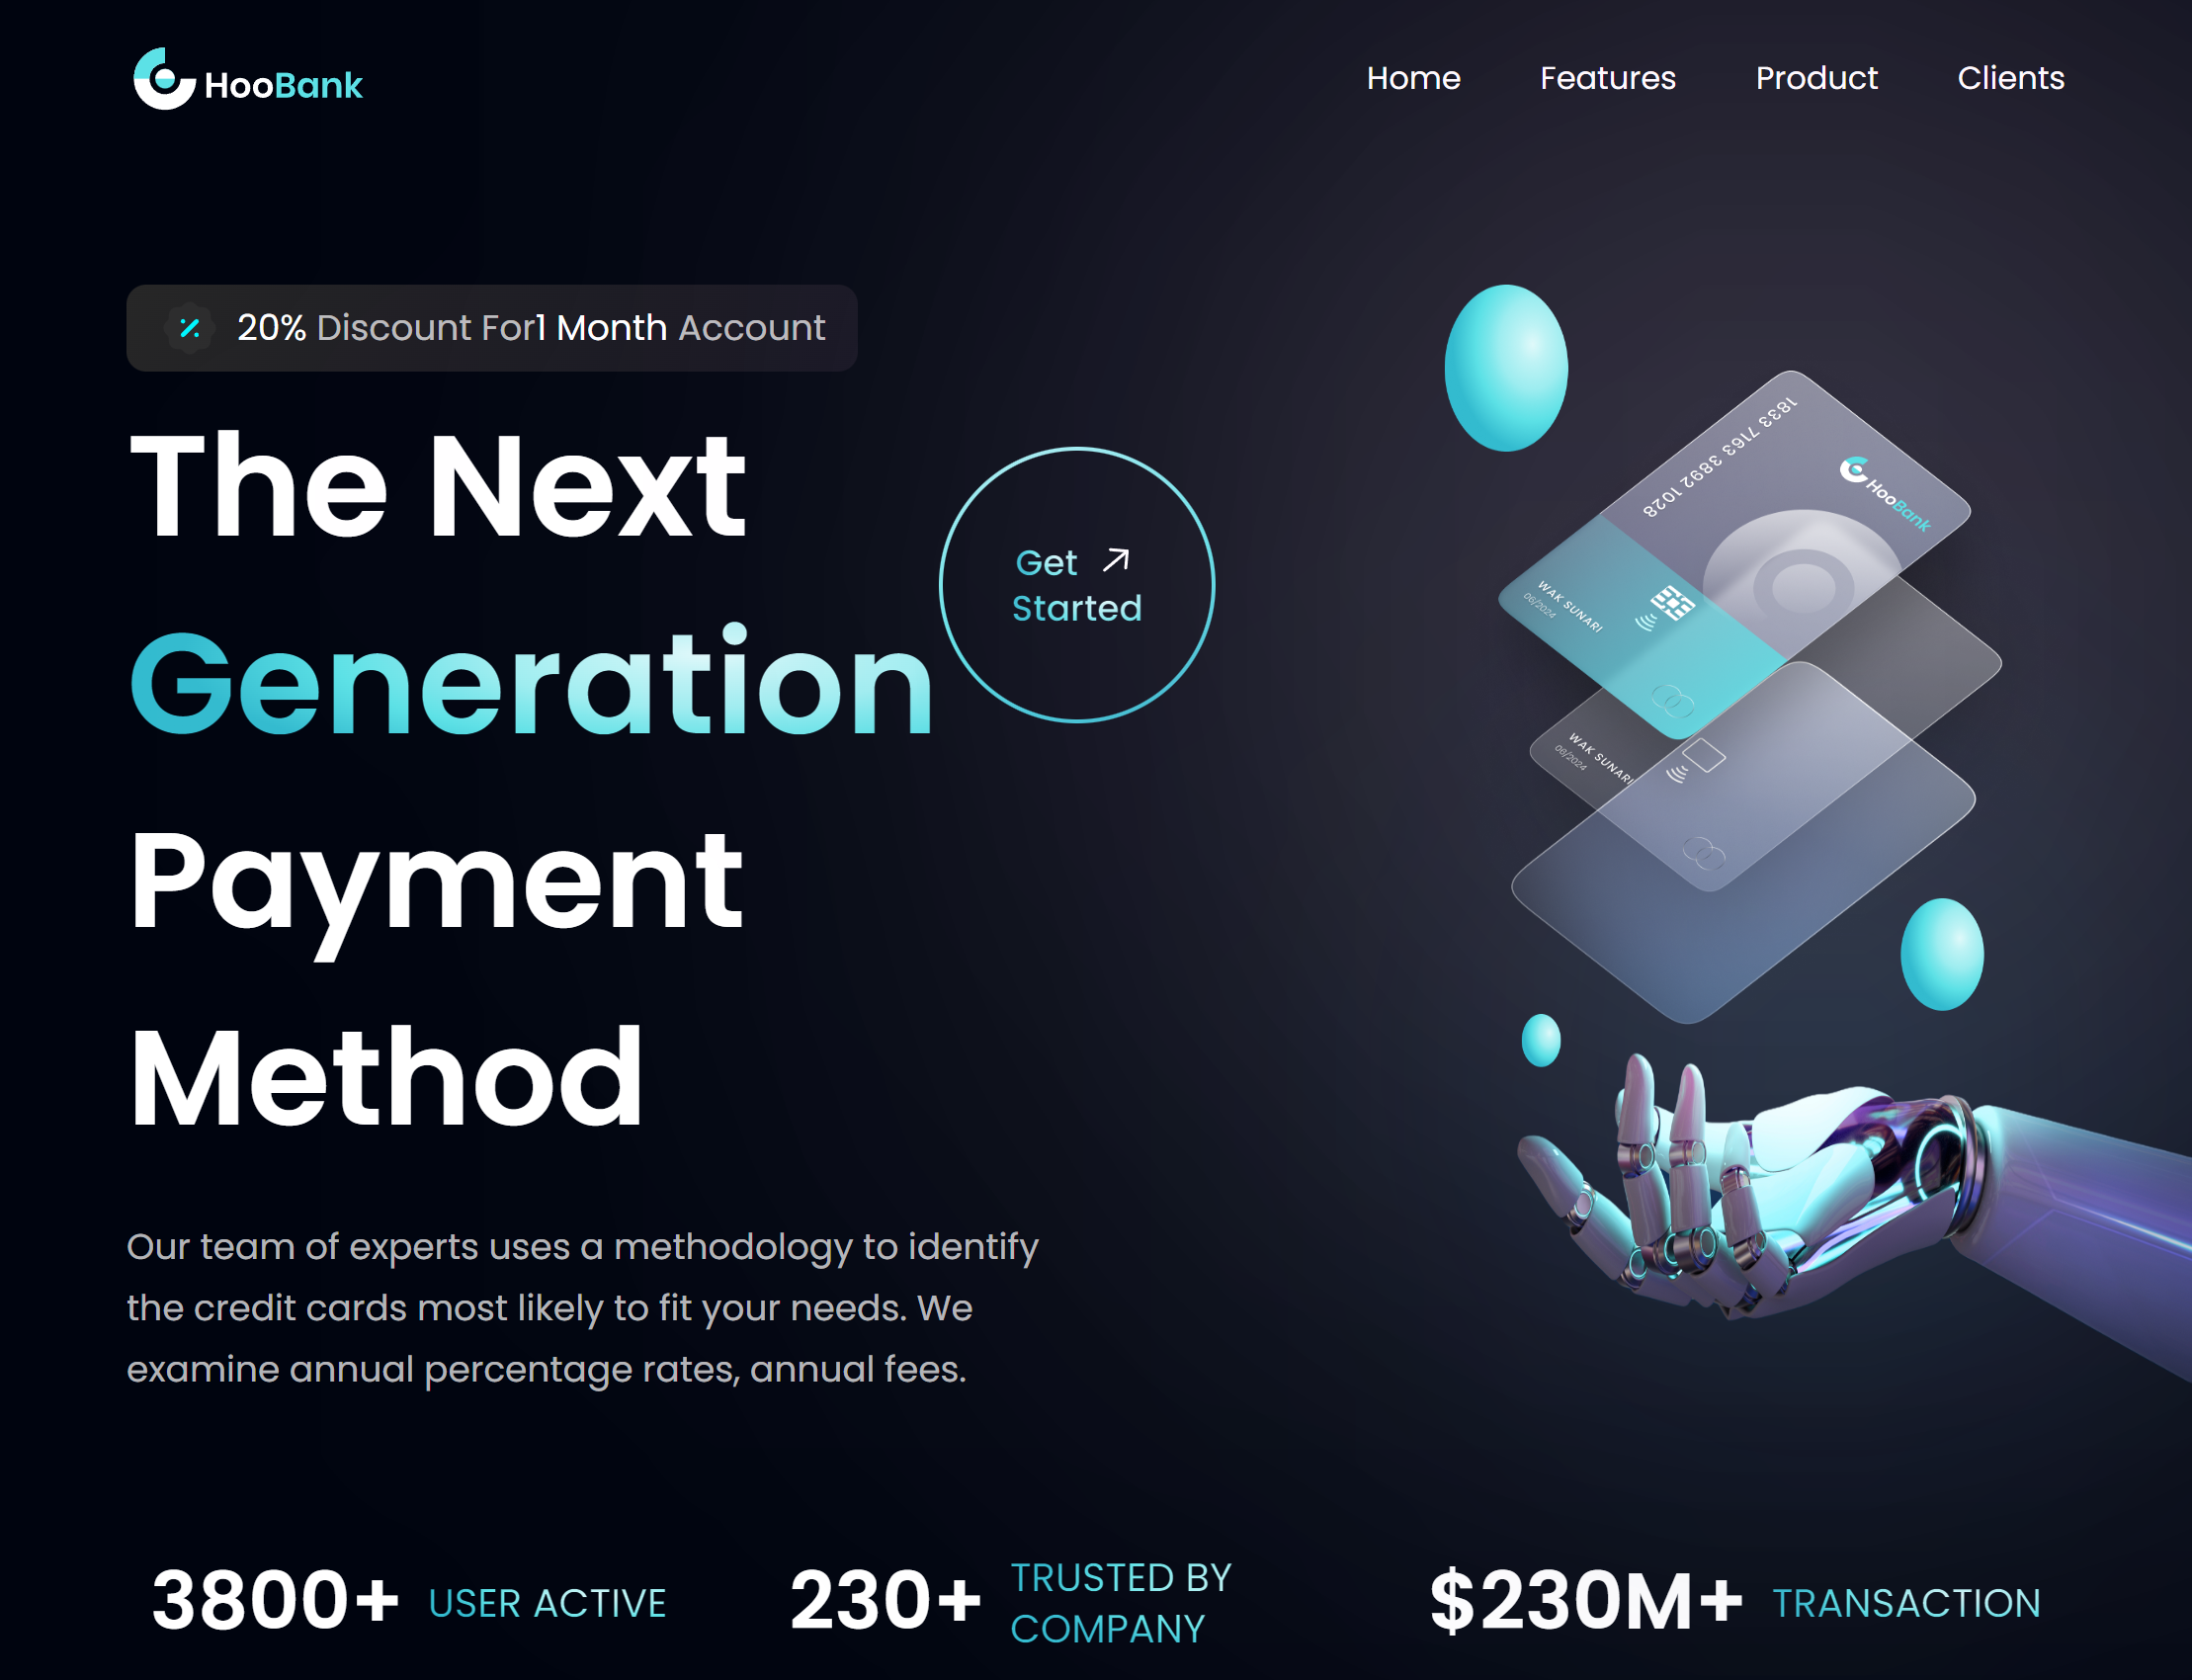 HooBank
Home Features Product Clients
20% Discount For1 Month Account
The Next
Generation
Payment
Method
Get
Started
1833 7163 3892 1028
HooBank
WAK SUNARI
06/2024
WAK SUNARI
06/2024
Our team of experts uses a methodology to identify
the credit cards most likely to fit your needs. We
examine annual percentage rates, annual fees.
3800+ USER ACTIVE
230+ TRUSTED BY
COMPANY
$230M+ TRANSACTION